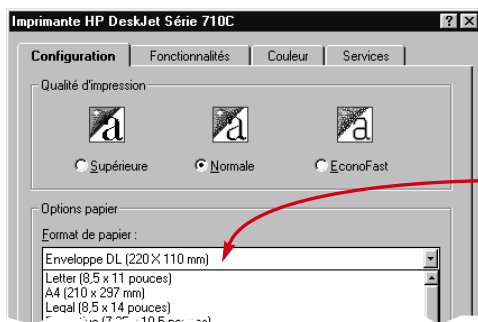 Imprimante HP DeskJet Série 710C
Configuration Fonctionnalités Couleur Services
Qualité d'impression
Supérieure Normale EconoFast
Options papier
Format de papier :
Enveloppe DL (220 X 110 mm)
Letter (8,5 x 11 pouces)
A4 (210 x 297 mm)
Legal (8,5 x 14 pouces)